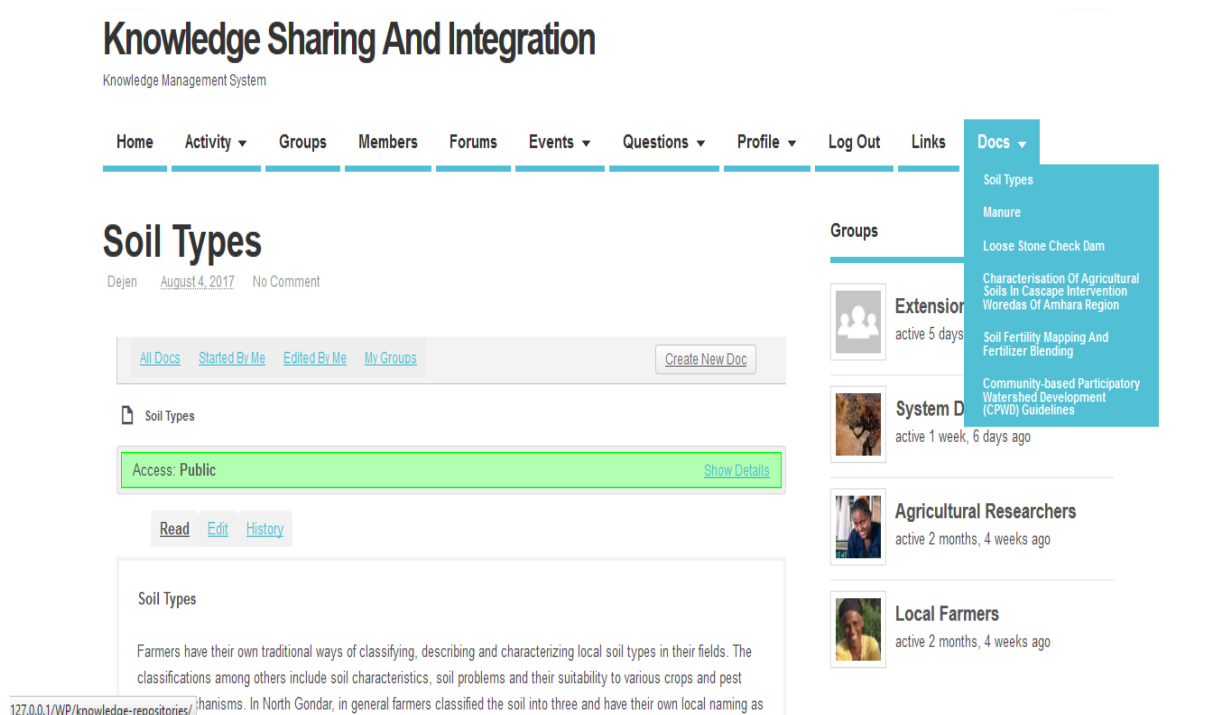 Knowledge Sharing And Integration
Knowledge Management System
Home Activity Groups Members Forums Events Questions Profile Log Out Links Docs
Soil Types
Manure
Loose Stone Check Dam
Characterisation Of Agricultural
Soils In Cascape Intervention
Woredas Of Amhara Region
Soil Fertility Mapping And
Fertilizer Blending
Community-based Participatory
Watershed Development
(CPWD) Guidelines
Soil Types
Dejen August 4, 2017 No Comment
All Docs Started By Me Edited By Me My Groups Create New Doc
Soil Types
Access: Public Show Details
Read Edit History
Soil Types
Farmers have their own traditional ways of classifying, describing and characterizing local soil types in their fields. The
classifications among others include soil characteristics, soil problems and their suitability to various crops and pest
chanisms. In North Gondar, in general farmers classified the soil into three and have their own local naming as
127.0.0.1/WP/knowledge-repositories/
Groups
Extension
active 5 days
System D
active 1 week, 6 days ago
Agricultural Researchers
active 2 months, 4 weeks ago
Local Farmers
active 2 months, 4 weeks ago